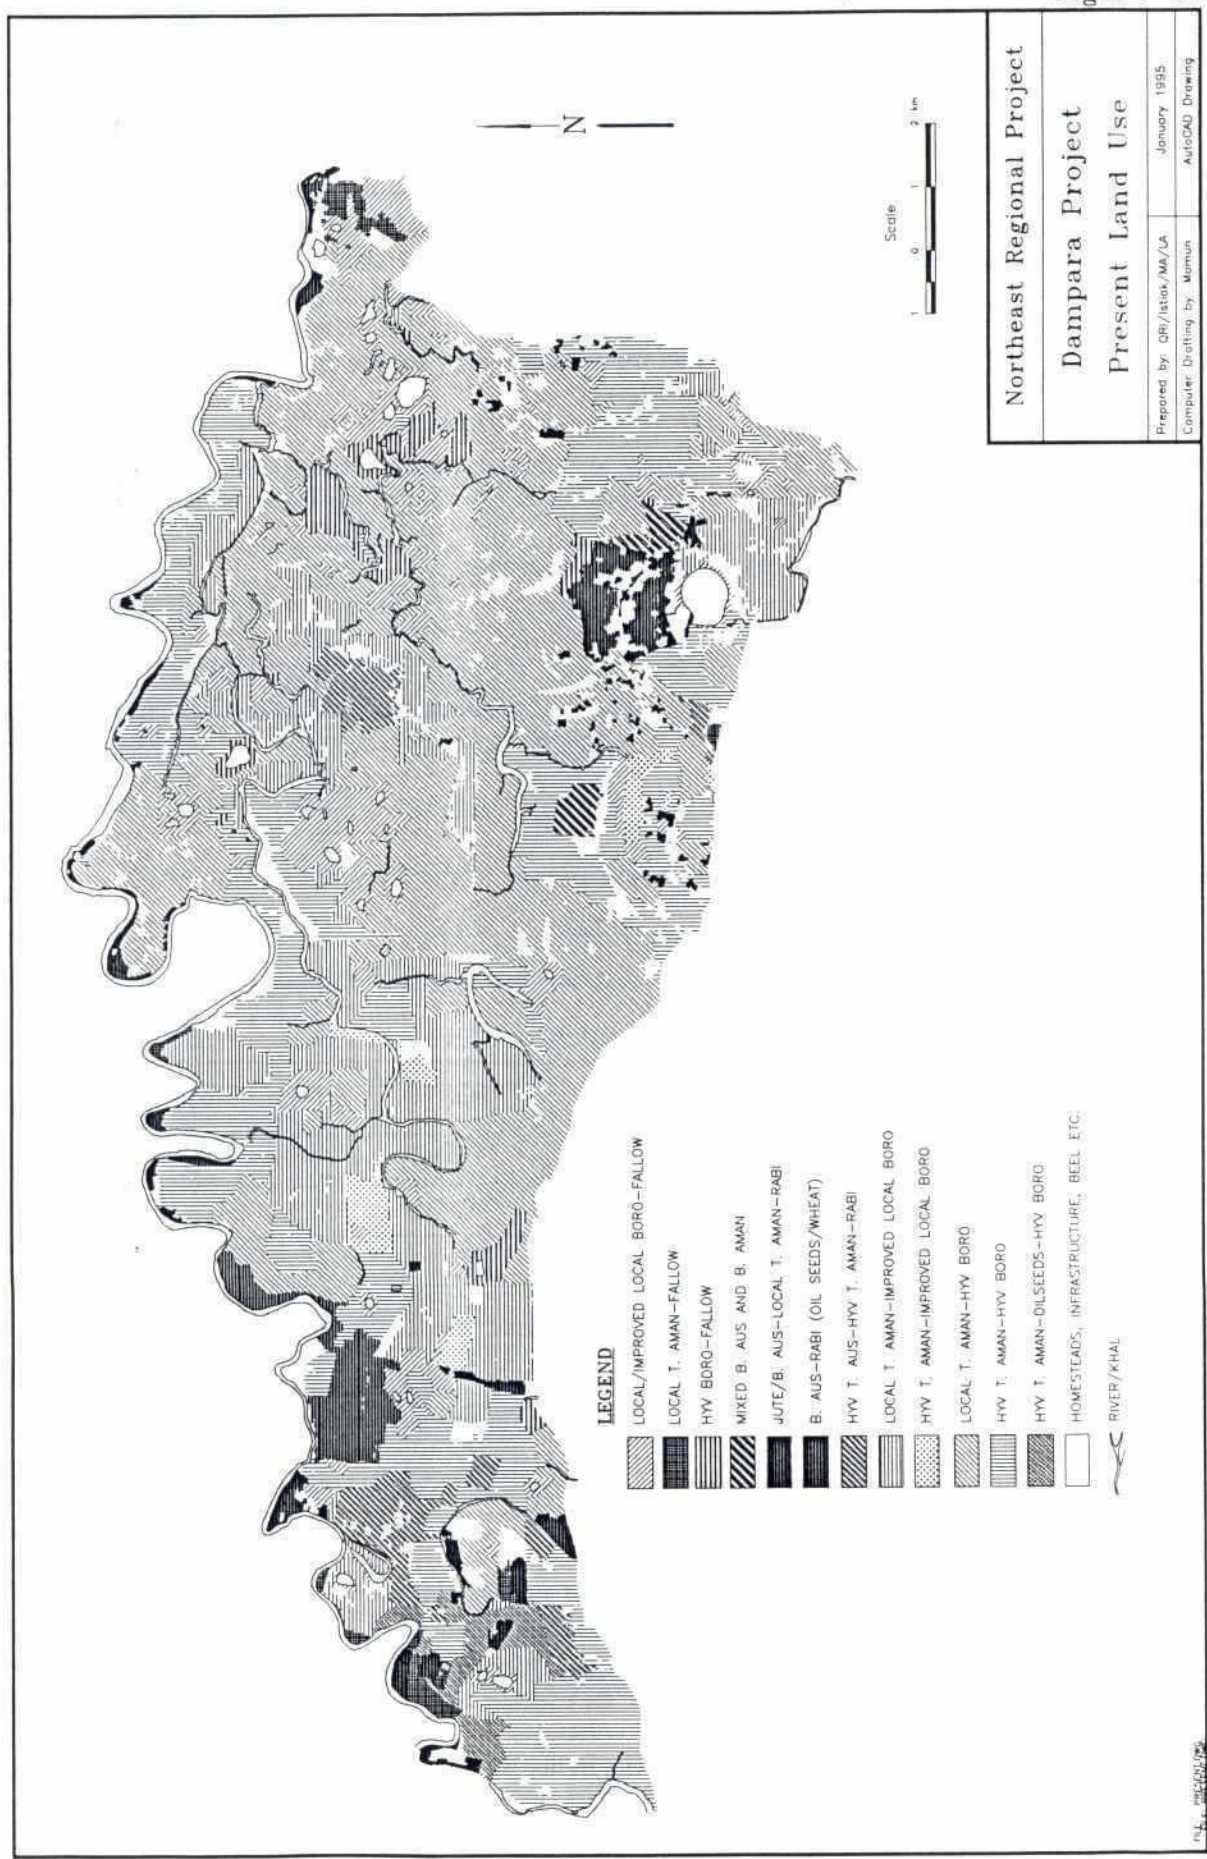 N
Scale
1 0 1 2 km
LEGEND
LOCAL/IMPROVED LOCAL BORO-FALLOW
LOCAL T. AMAN-FALLOW
HYV BORO-FALLOW
MIXED B. AUS AND B. AMAN
JUTE/B. AUS-LOCAL T. AMAN-RABI
B. AUS-RABI (OIL SEEDS/WHEAT)
HYV T. AUS-HYV T. AMAN-RABI
LOCAL T. AMAN-IMPROVED LOCAL BORO
HYV T. AMAN-IMPROVED LOCAL BORO
LOCAL T. AMAN-HYV BORO
HYV T. AMAN-HYV BORO
HYV T. AMAN-OILSEEDS-HYV BORO
HOMESTEADS, INFRASTRUCTURE, BEEL ETC.
RIVER/KHAL
Northeast Regional Project
Dampara Project
Present Land Use
Prepared by: QRI/Istiak/MA/LA January 1995
Computer Drafting by: Mamun AutoCAD Drawing
FILE: PRESENT.DWG